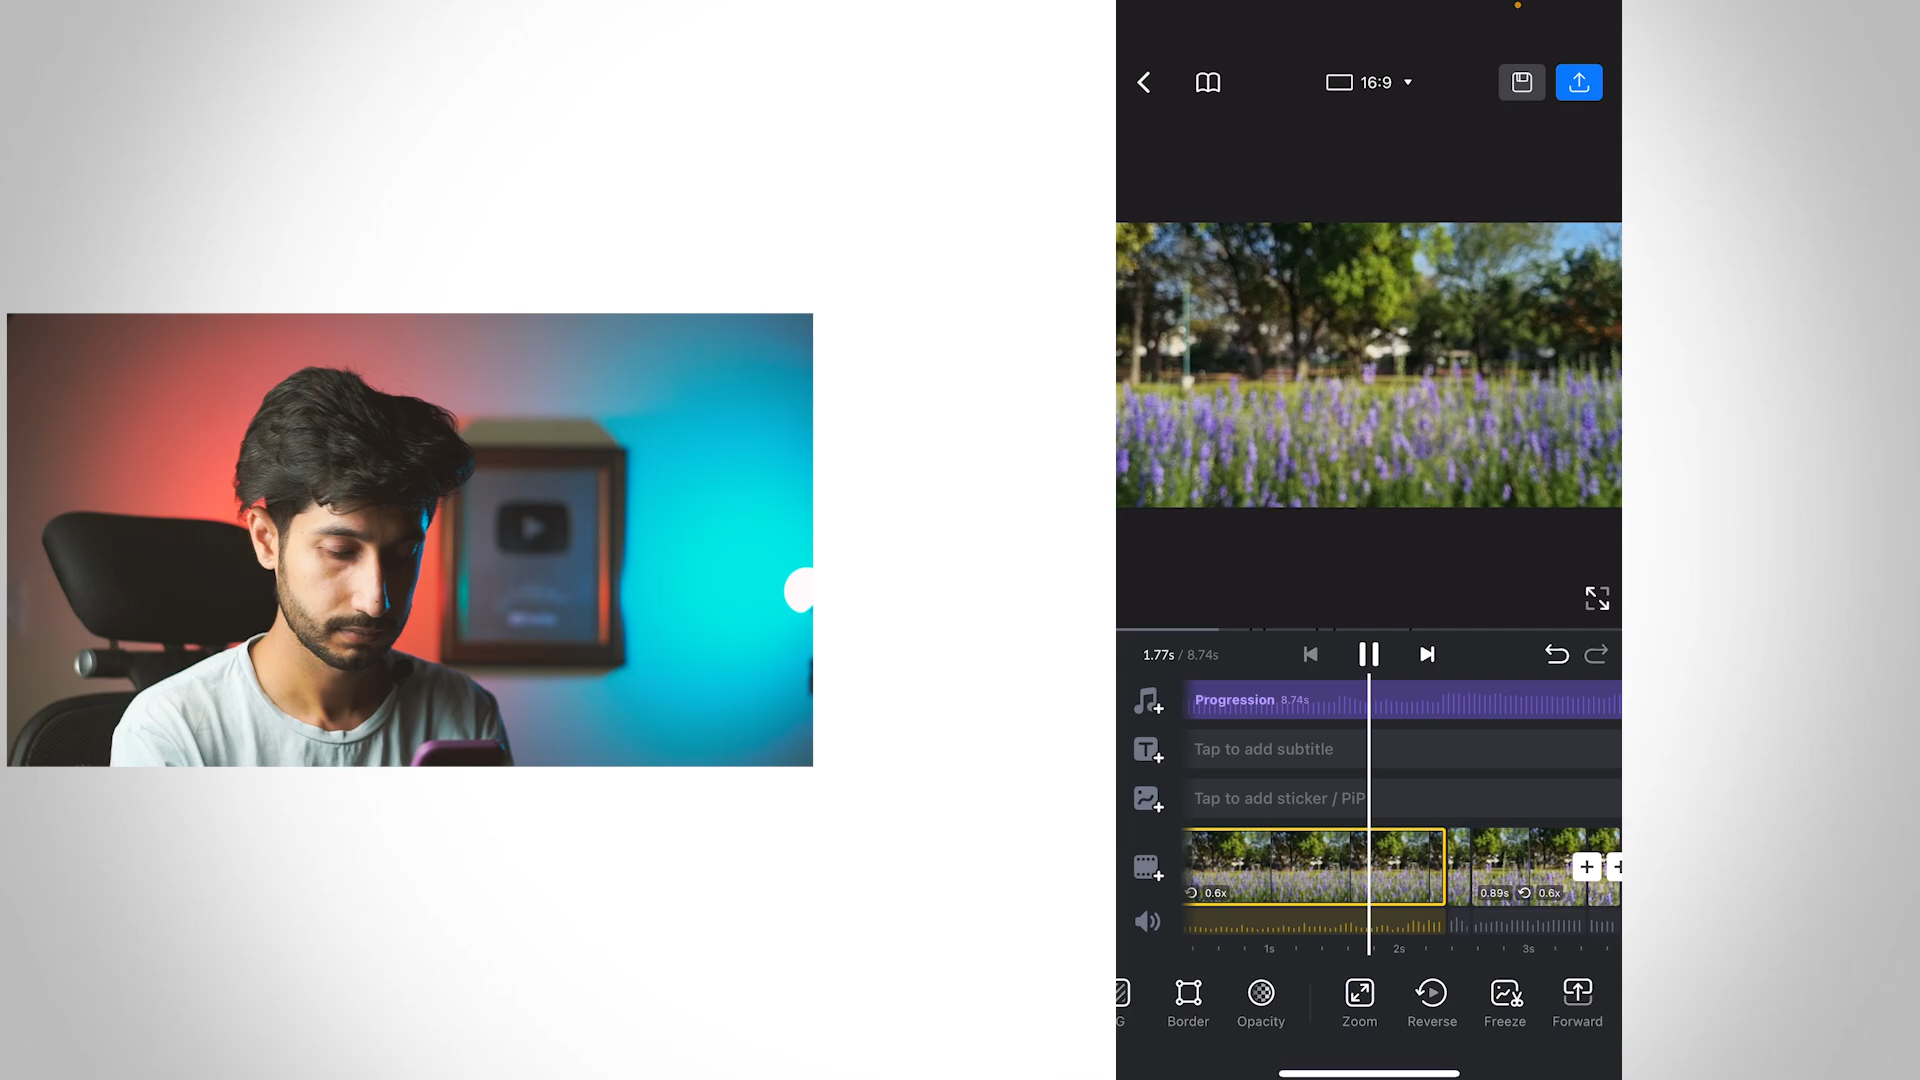 16:9
1.77s / 8.74s
Progression 8.74s
Tap to add subtitle
Tap to add sticker / PiP
0.6x
0.89s
0.6x
1s
2s
3s
G
Border
Opacity
Zoom
Reverse
Freeze
Forward